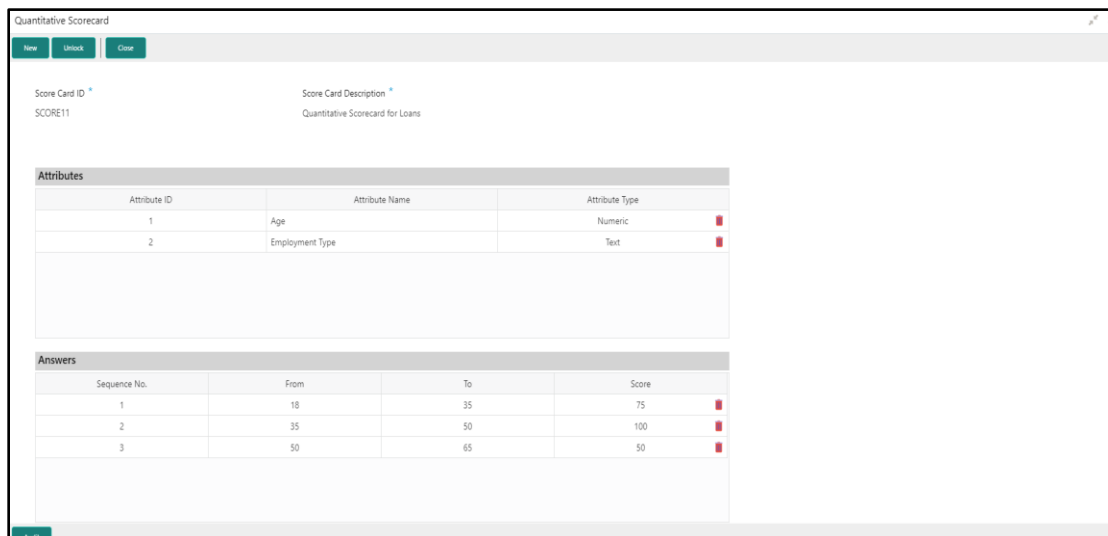 Quantitative Scorecard
New Unlock Close
Score Card ID * Score Card Description *
SCORE11 Quantitative Scorecard for Loans
Attributes
Attribute ID Attribute Name Attribute Type
1 Age Numeric
2 Employment Type Text
Answers
Sequence No. From To Score
1 18 35 75
2 35 50 100
3 50 65 50